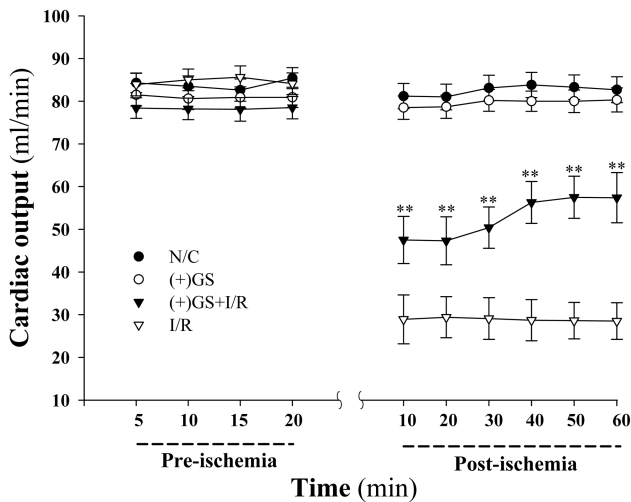 100
90
80
70
60
50
40
30
20
10
Cardiac output (ml/min)
** ** ** ** ** **
N/C
(+)GS
(+)GS+I/R
I/R
5 10 15 20 10 20 30 40 50 60
Pre-ischemia Post-ischemia
Time (min)